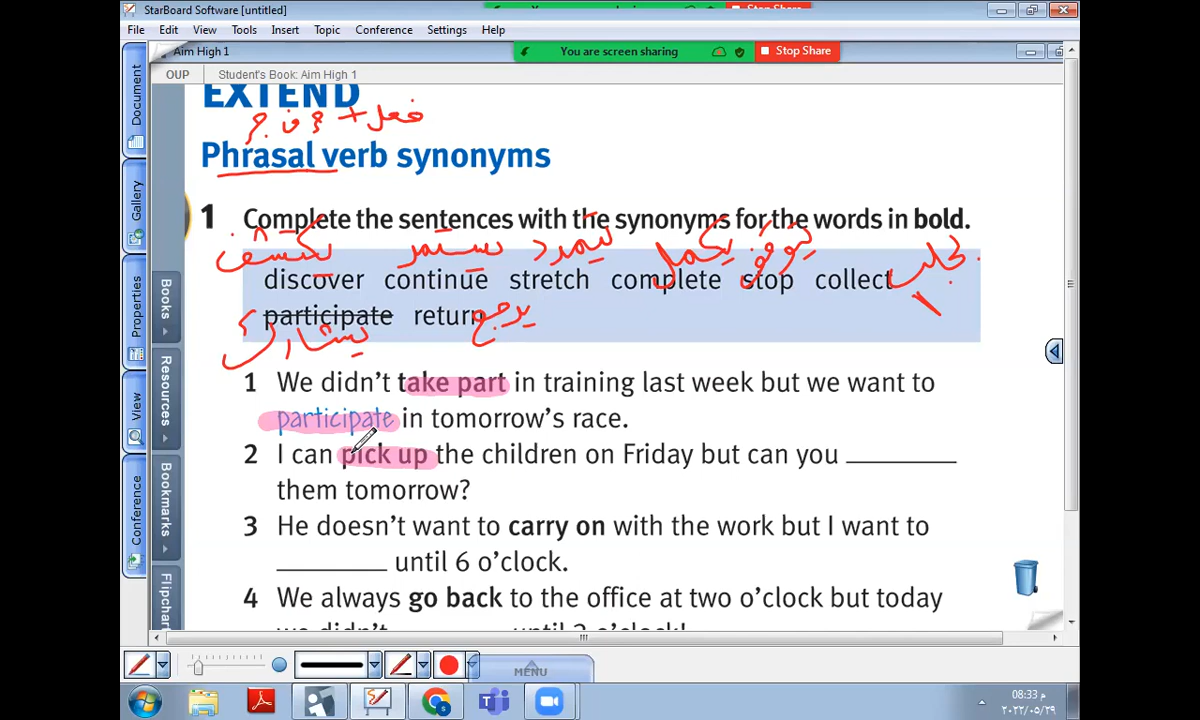 StarBoard Software [untitled]
File Edit View Tools Insert Topic Conference Settings Help
Aim High 1
You are screen sharing Stop Share
OUP Student's Book: Aim High 1
EXTEND
فعل + حرف جر
Phrasal verb synonyms
1 Complete the sentences with the synonyms for the words in bold.
يكتشف يستمر يتمدد يكمل يتوقف
discover continue stretch complete stop collect
participate return يرجع
يشارك
1 We didn't take part in training last week but we want to
participate in tomorrow's race.
2 I can pick up the children on Friday but can you
them tomorrow?
3 He doesn't want to carry on with the work but I want to
until 6 o'clock.
4 We always go back to the office at two o'clock but today
Document
Gallery
Properties
View
Conference
Books
Resources
Bookmarks
Flipchart
MENU
08:33 م
٢٠٢٢/٠٥/٢٩